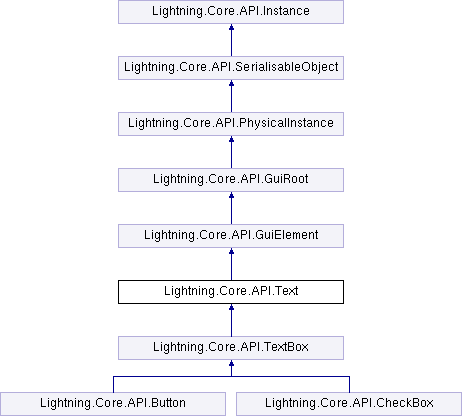 Lightning.Core.API.Instance
Lightning.Core.API.SerialisableObject
Lightning.Core.API.PhysicalInstance
Lightning.Core.API.GuiRoot
Lightning.Core.API.GuiElement
Lightning.Core.API.Text
Lightning.Core.API.TextBox
Lightning.Core.API.Button
Lightning.Core.API.CheckBox